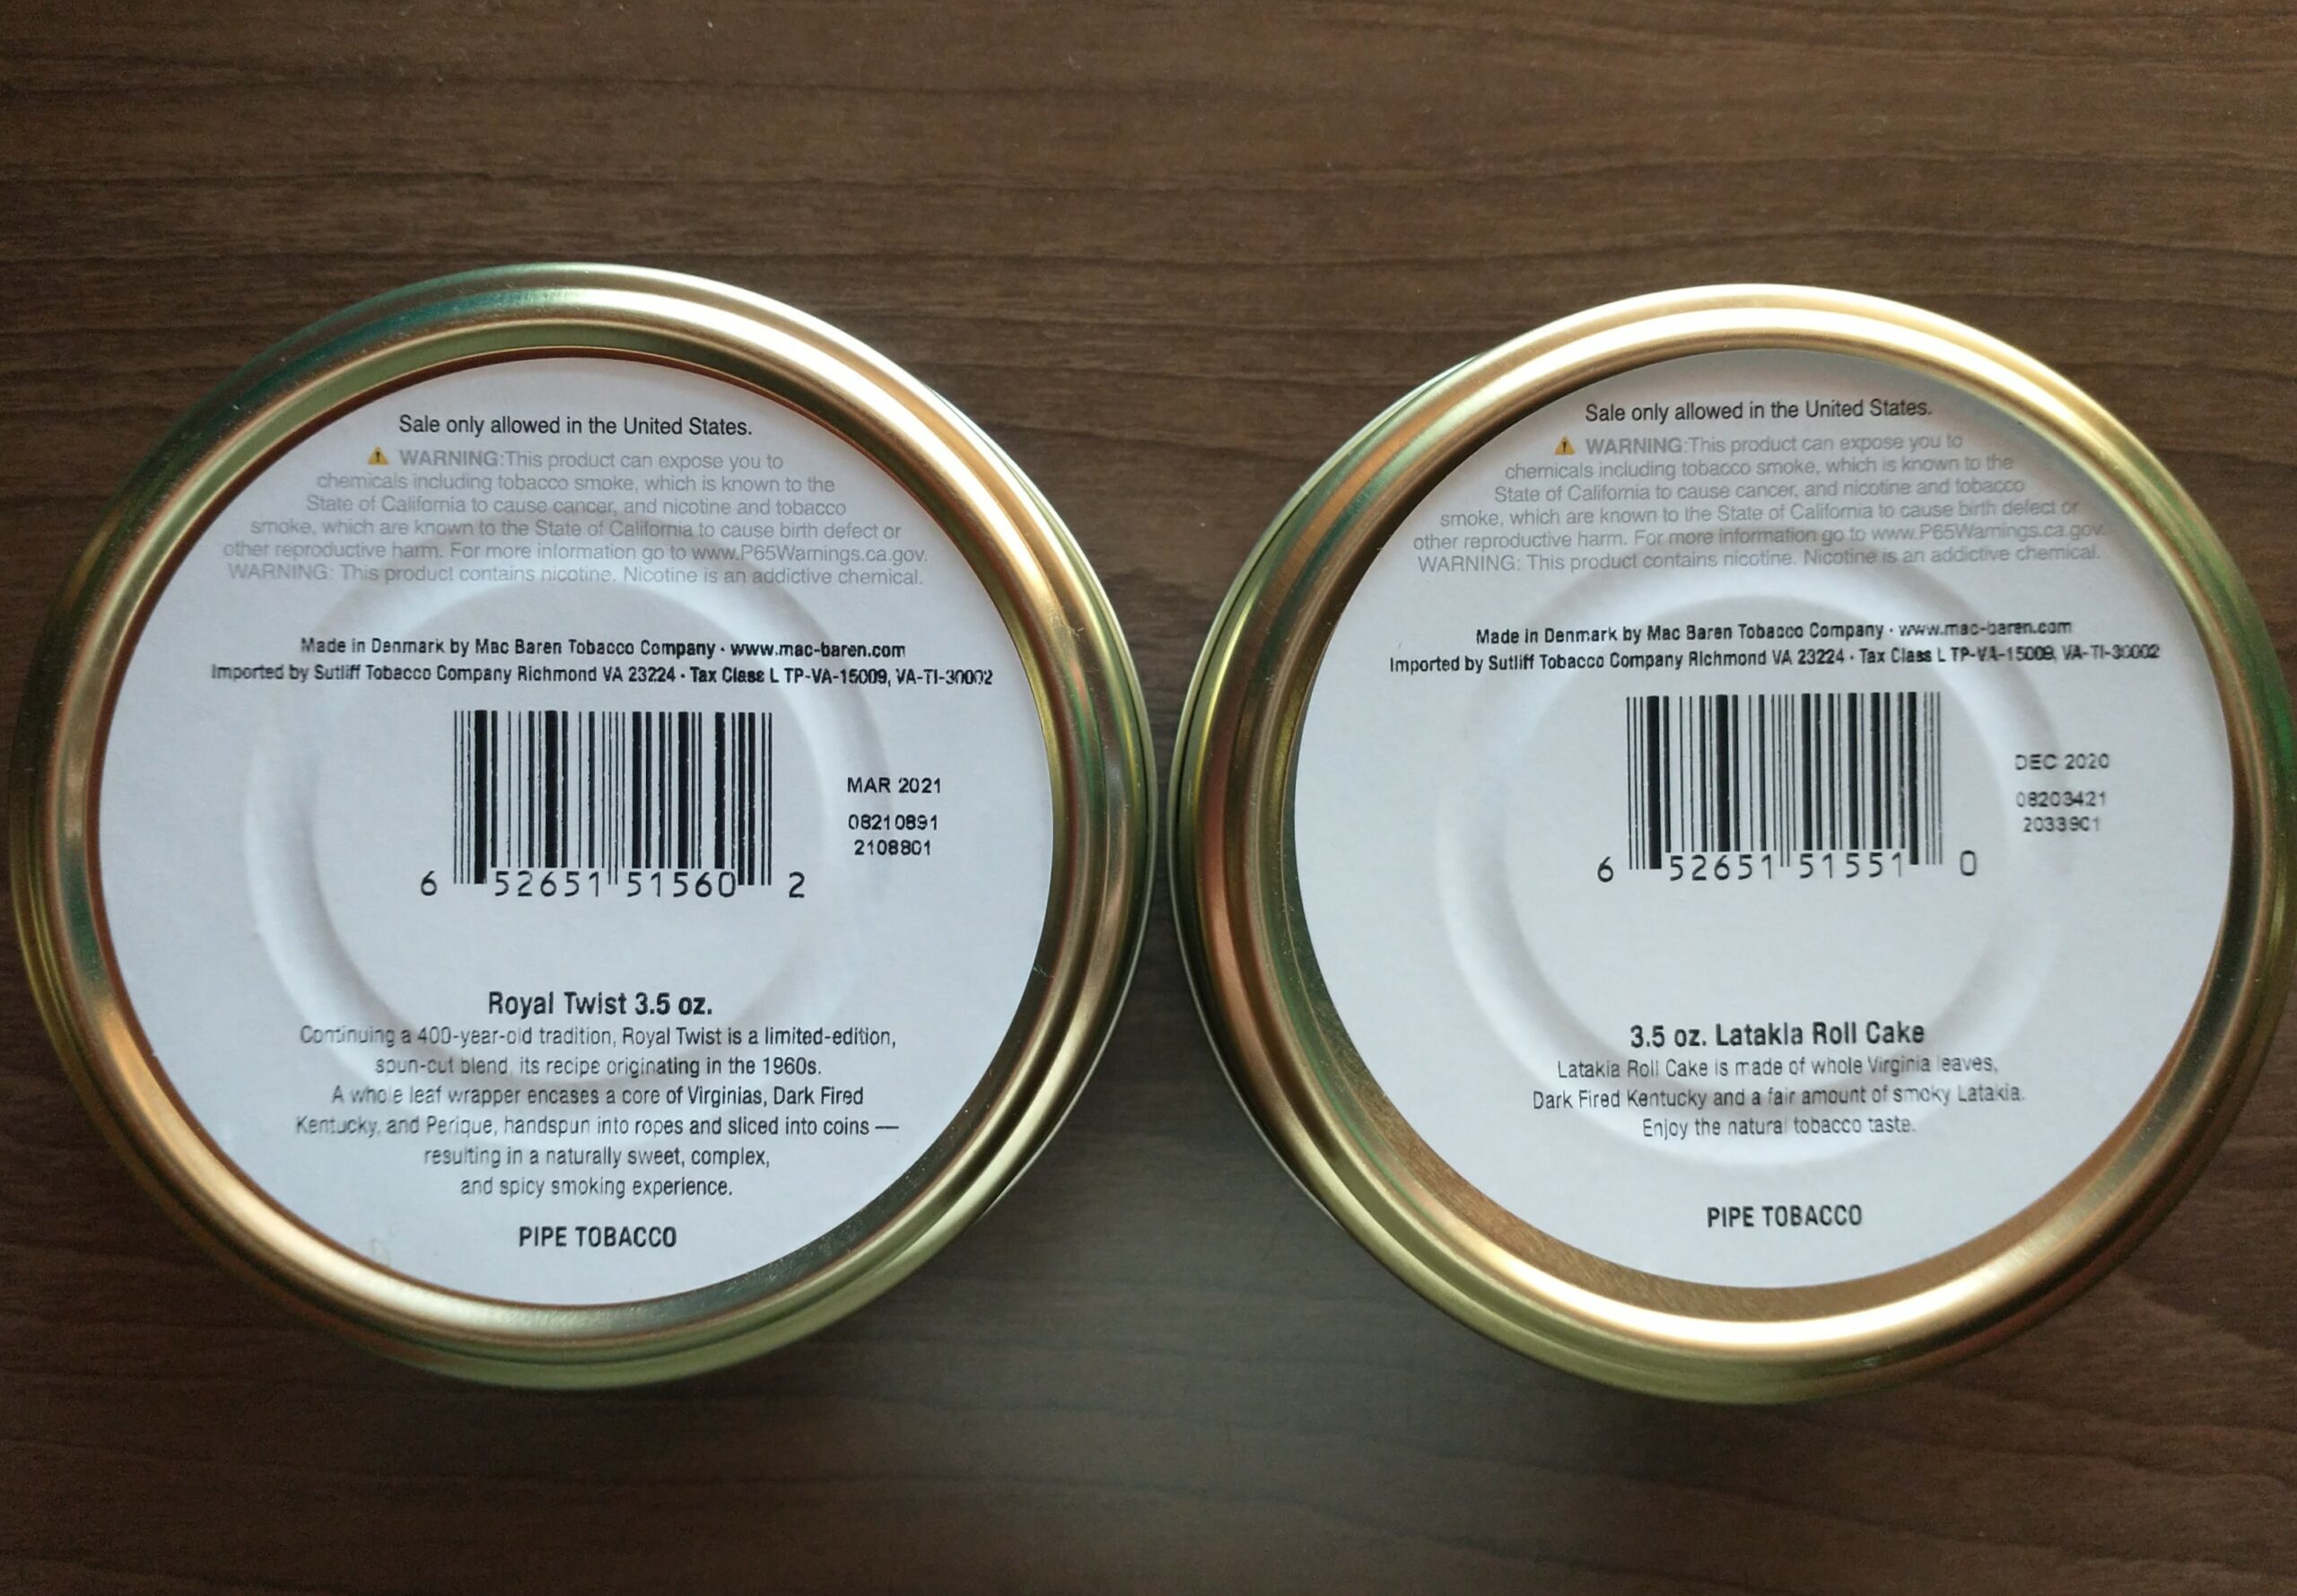 Sale only allowed in the United States.
WARNING:This product can expose you to
chemicals including tobacco smoke, which is known to the
State of California to cause cancer, and nicotine and tobacco
smoke, which are known to the State of California to cause birth defect or
other reproductive harm. For more information go to www.P65Warnings.ca.gov.
WARNING: This product contains nicotine. Nicotine is an addictive chemical.
Made in Denmark by Mac Baren Tobacco Company · www.mac-baren.com
Imported by Sutliff Tobacco Company Richmond VA 23224 · Tax Class L TP-VA-15009, VA-TI-30002
MAR 2021
08210891
2108801
6 52651 51560 2
Royal Twist 3.5 oz.
Continuing a 400-year-old tradition, Royal Twist is a limited-edition,
spun-cut blend, its recipe originating in the 1960s.
A whole leaf wrapper encases a core of Virginias, Dark Fired
Kentucky, and Perique, handspun into ropes and sliced into coins —
resulting in a naturally sweet, complex,
and spicy smoking experience.
PIPE TOBACCO
Sale only allowed in the United States.
WARNING:This product can expose you to
chemicals including tobacco smoke, which is known to the
State of California to cause cancer, and nicotine and tobacco
smoke, which are known to the State of California to cause birth defect or
other reproductive harm. For more information go to www.P65Warnings.ca.gov.
WARNING: This product contains nicotine. Nicotine is an addictive chemical.
Made in Denmark by Mac Baren Tobacco Company · www.mac-baren.com
Imported by Sutliff Tobacco Company Richmond VA 23224 · Tax Class L TP-VA-15009, VA-TI-30002
DEC 2020
08203421
2033901
6 52651 51551 0
3.5 oz. Latakia Roll Cake
Latakia Roll Cake is made of whole Virginia leaves,
Dark Fired Kentucky and a fair amount of smoky Latakia.
Enjoy the natural tobacco taste.
PIPE TOBACCO